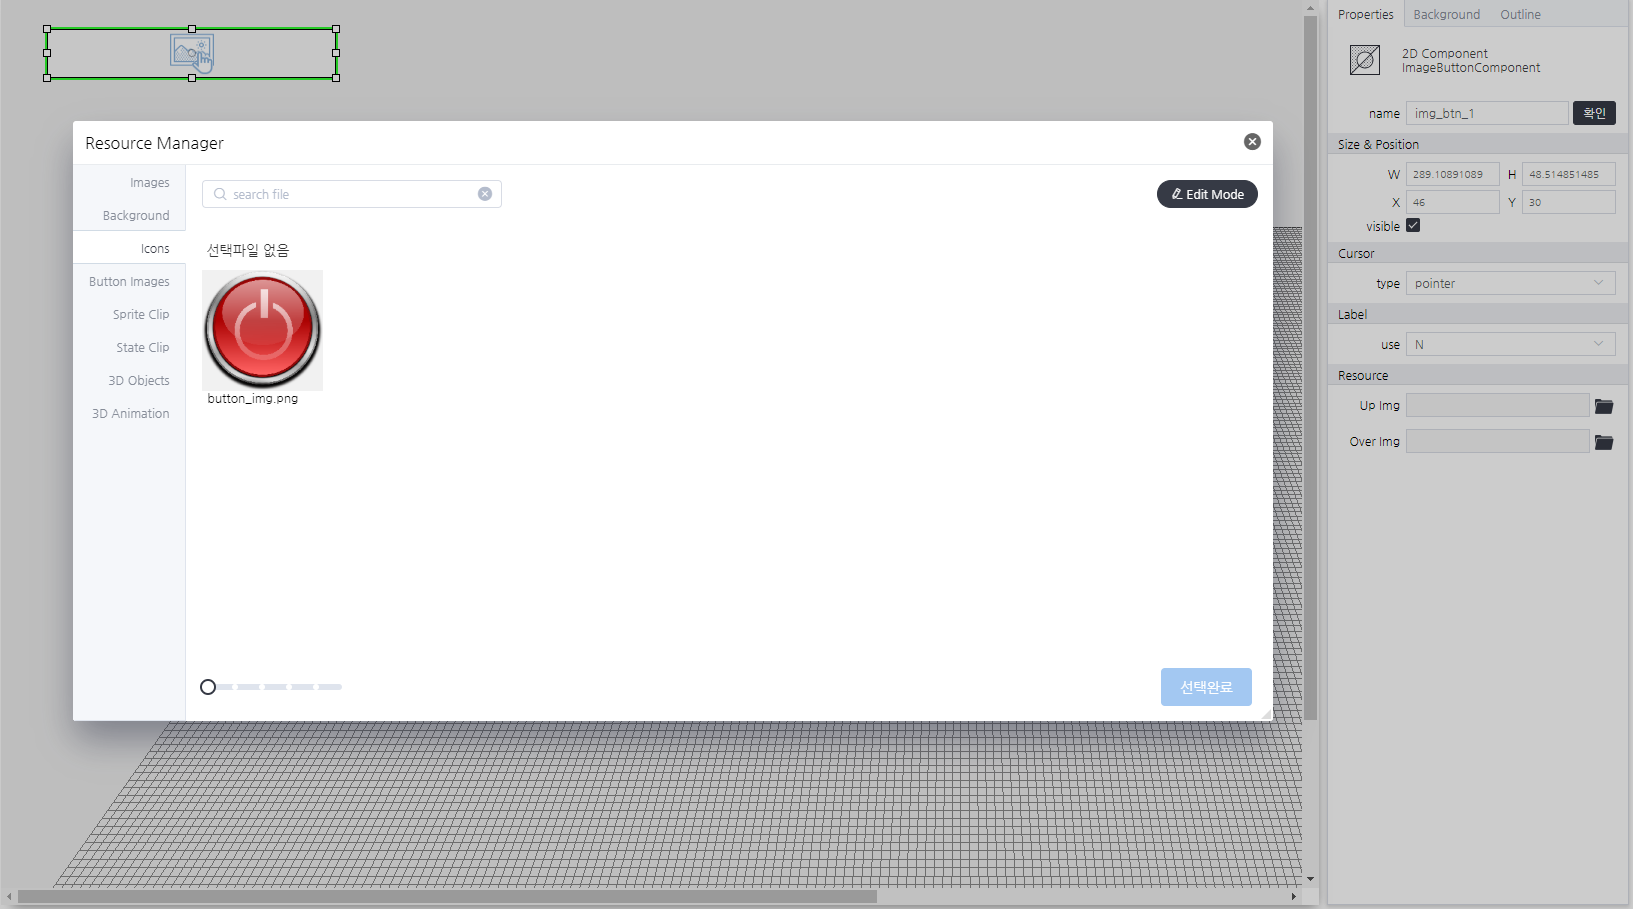 Properties Background Outline
2D Component
ImageButtonComponent
name img_btn_1 확인
Size & Position
W 289.10891089 H 48.514851485
X 46 Y 30
visible
Cursor
type pointer
Label
use N
Resource
Up Img
Over Img
Resource Manager
Images
Background
Icons
Button Images
Sprite Clip
State Clip
3D Objects
3D Animation
search file
Edit Mode
선택파일 없음
button_img.png
선택완료